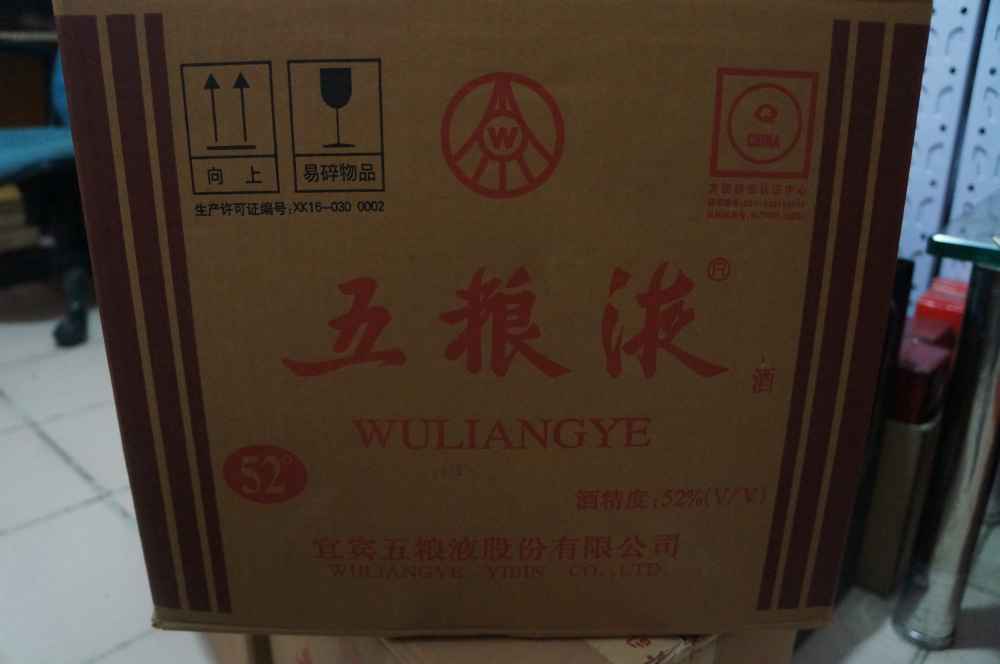 向 上
易碎物品
生产许可证编号:XK16-030 0002
W
Q
CHINA
五粮液®
酒
WULIANGYE
52°
酒精度:52%(V/V)
宜宾五粮液股份有限公司
WULIANGYE YIBIN CO.,LTD.